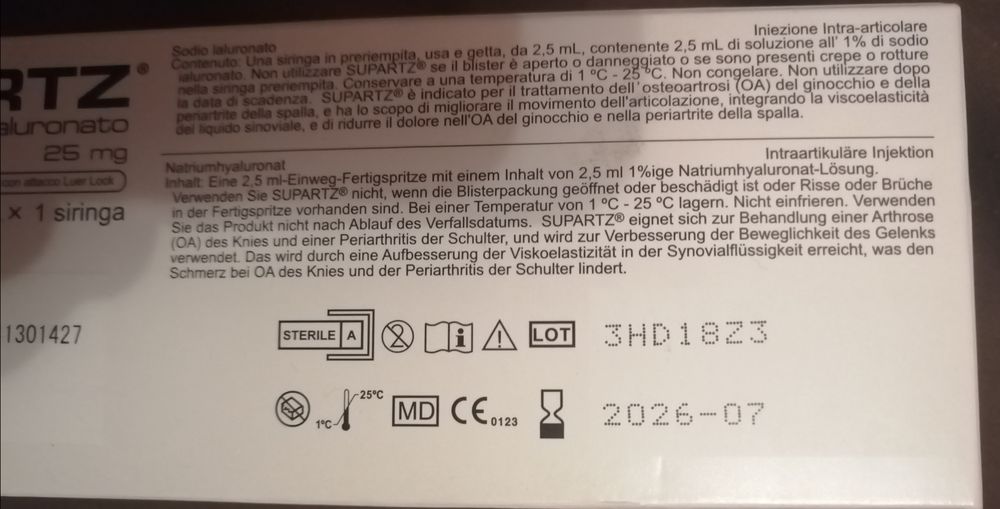 RTZ®
aluronato
25 mg
con attacco Luer Lock
× 1 siringa
1301427
Iniezione Intra-articolare
Sodio Ialuronato
Contenuto: Una siringa in preriempita, usa e getta, da 2,5 mL, contenente 2,5 mL di soluzione all' 1% di sodio
ialuronato. Non utilizzare SUPARTZ® se il blister è aperto o danneggiato o se sono presenti crepe o rotture
nella siringa preriempita. Conservare a una temperatura di 1 °C - 25 °C. Non congelare. Non utilizzare dopo
la data di scadenza. SUPARTZ® è indicato per il trattamento dell'osteoartrosi (OA) del ginocchio e della
periartrite della spalla, e ha lo scopo di migliorare il movimento dell'articolazione, integrando la viscoelasticità
del liquido sinoviale, e di ridurre il dolore nell'OA del ginocchio e nella periartrite della spalla.
Intraartikuläre Injektion
Natriumhyaluronat
Inhalt: Eine 2,5 ml-Einweg-Fertigspritze mit einem Inhalt von 2,5 ml 1%ige Natriumhyaluronat-Lösung.
Verwenden Sie SUPARTZ® nicht, wenn die Blisterpackung geöffnet oder beschädigt ist oder Risse oder Brüche
in der Fertigspritze vorhanden sind. Bei einer Temperatur von 1 °C - 25 °C lagern. Nicht einfrieren. Verwenden
Sie das Produkt nicht nach Ablauf des Verfallsdatums. SUPARTZ® eignet sich zur Behandlung einer Arthrose
(OA) des Knies und einer Periarthritis der Schulter, und wird zur Verbesserung der Beweglichkeit des Gelenks
verwendet. Das wird durch eine Aufbesserung der Viskoelastizität in der Synovialflüssigkeit erreicht, was den
Schmerz bei OA des Knies und der Periarthritis der Schulter lindert.
STERILE A 2 i LOT 3HD18Z3
1°C 25°C MD CE 0123 2026-07